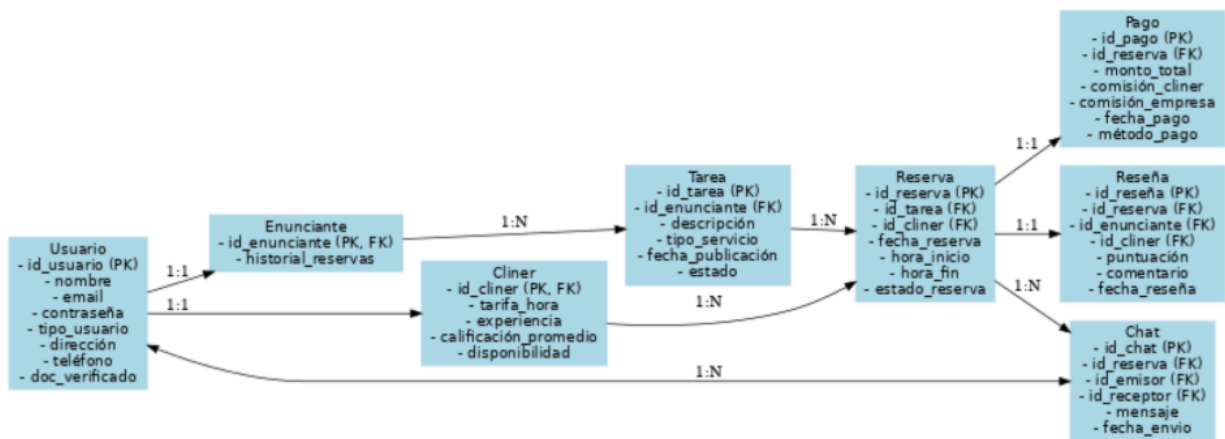 Usuario
- id_usuario (PK)
- nombre
- email
- contraseña
- tipo_usuario
- dirección
- teléfono
- doc_verificado
1:1
1:1
1:N
Enunciante
- id_enunciante (PK, FK)
- historial_reservas
1:N
Cliner
- id_cliner (PK, FK)
- tarifa_hora
- experiencia
- calificación_promedio
- disponibilidad
1:N
Tarea
- id_tarea (PK)
- id_enunciante (FK)
- descripción
- tipo_servicio
- fecha_publicación
- estado
1:N
Reserva
- id_reserva (PK)
- id_tarea (FK)
- id_cliner (FK)
- fecha_reserva
- hora_inicio
- hora_fin
- estado_reserva
1:1
1:1
1:N
Pago
- id_pago (PK)
- id_reserva (FK)
- monto_total
- comisión_cliner
- comisión_empresa
- fecha_pago
- método_pago
Reseña
- id_reseña (PK)
- id_reserva (FK)
- id_enunciante (FK)
- id_cliner (FK)
- puntuación
- comentario
- fecha_reseña
Chat
- id_chat (PK)
- id_reserva (FK)
- id_emisor (FK)
- id_receptor (FK)
- mensaje
- fecha_envio